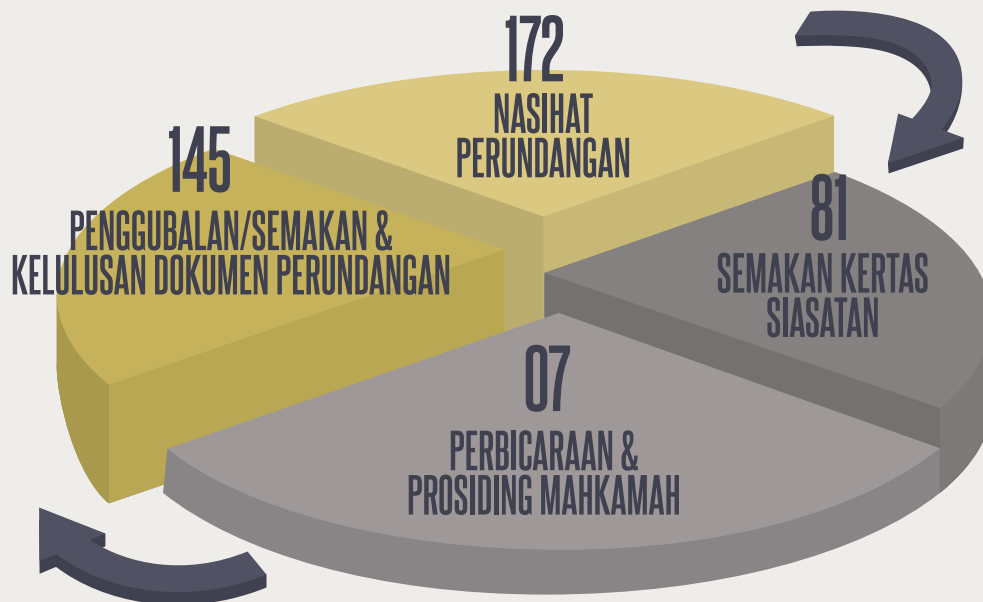 172
NASIHAT
PERUNDANGAN
145
PENGGUBALAN/SEMAKAN &
KELULUSAN DOKUMEN PERUNDANGAN
81
SEMAKAN KERTAS
SIASATAN
07
PERBICARAAN &
PROSIDING MAHKAMAH